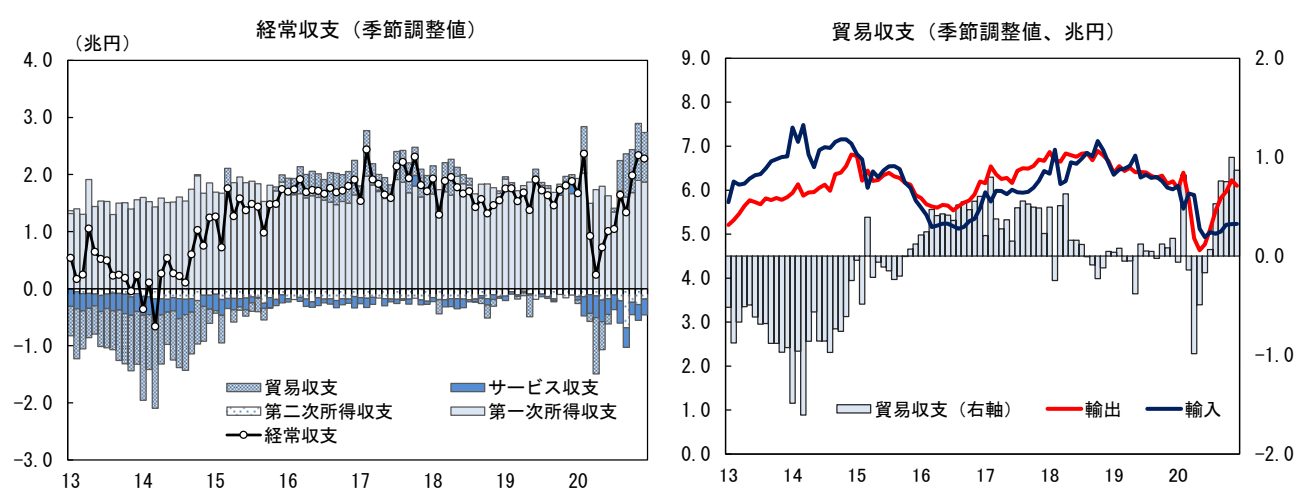 経常収支（季節調整値）
（兆円）
4.0
3.0
2.0
1.0
0.0
-1.0
-2.0
-3.0
貿易収支
サービス収支
第二次所得収支
第一次所得収支
経常収支
13 14 15 16 17 18 19 20
貿易収支（季節調整値、兆円）
9.0
8.0
7.0
6.0
5.0
4.0
3.0
2.0
1.0
0.0
2.0
1.0
0.0
-1.0
-2.0
貿易収支（右軸）
輸出
輸入
13 14 15 16 17 18 19 20